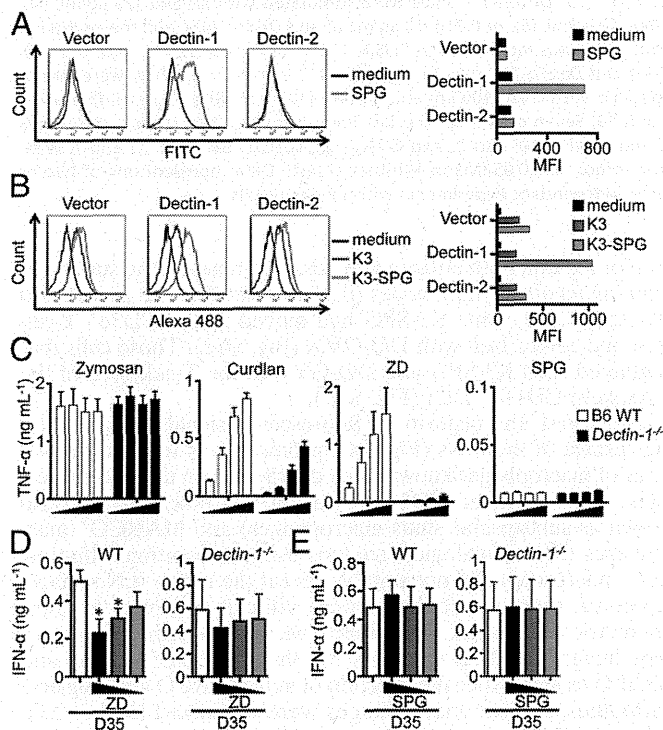 A
Vector Dectin-1 Dectin-2
Count
FITC
medium
SPG
medium
SPG
Vector
Dectin-1
Dectin-2
0 400 800
MFI
B
Vector Dectin-1 Dectin-2
Count
Alexa 488
medium
K3
K3-SPG
medium
K3
K3-SPG
Vector
Dectin-1
Dectin-2
0 500 1000
MFI
C
Zymosan Curdlan ZD SPG
TNF-α (ng mL⁻¹)
2
1
0
1
0.5
0
2
1
0
0.1
0.05
0
B6 WT
Dectin-1⁻/⁻
D
WT Dectin-1⁻/⁻
IFN-α (ng mL⁻¹)
0.6
0.4
0.2
0
1
0.8
0.6
0.4
0.2
0
* *
ZD ZD
D35 D35
E
WT Dectin-1⁻/⁻
IFN-α (ng mL⁻¹)
1
0.8
0.6
0.4
0.2
0
1
0.8
0.6
0.4
0.2
0
SPG SPG
D35 D35